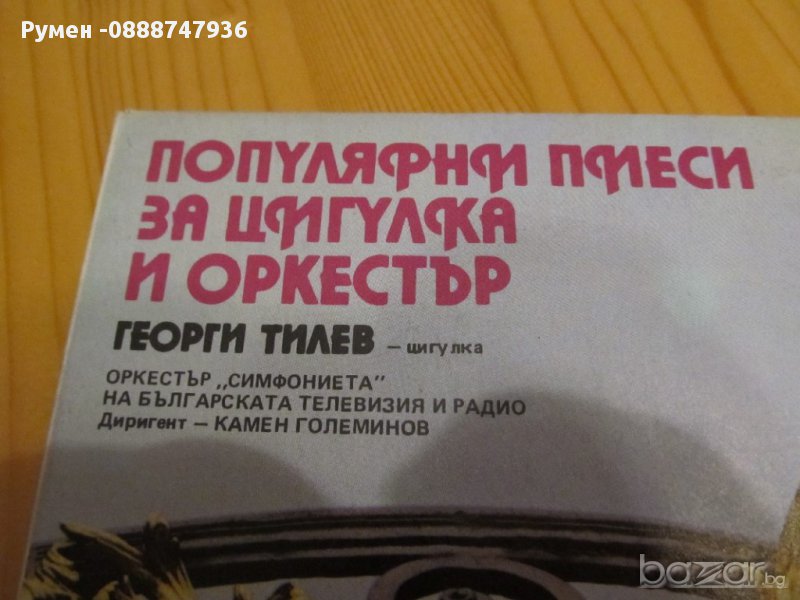 Румен -0888747936
ПОПУЛЯРНИ ПИЕСИ
ЗА ЦИГУЛКА
И ОРКЕСТЪР
ГЕОРГИ ТИЛЕВ – цигулка
ОРКЕСТЪР „СИМФОНИЕТА"
НА БЪЛГАРСКАТА ТЕЛЕВИЗИЯ И РАДИО
Диригент – КАМЕН ГОЛЕМИНОВ
bazar.bg